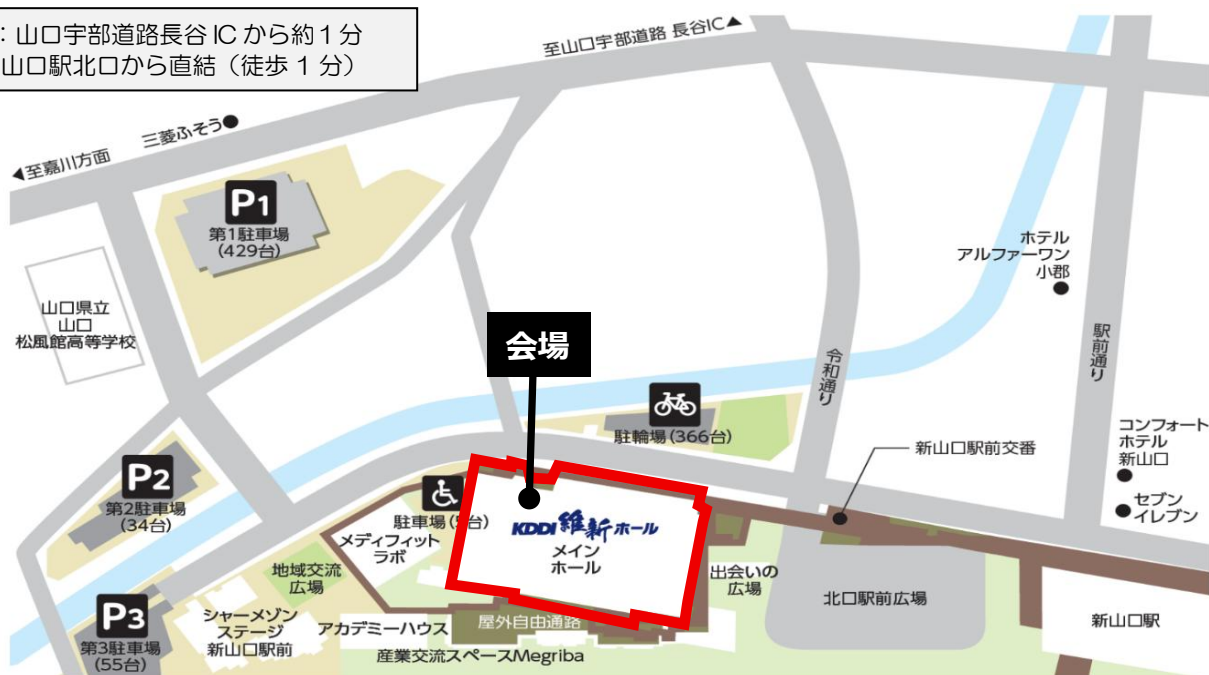 ：山口宇部道路長谷 IC から約１分
山口駅北口から直結（徒歩 1 分）
至山口宇部道路 長谷IC▲
三菱ふそう●
◀至嘉川方面
P1
第1駐車場
(429台)
山口県立
山口
松風館高等学校
ホテル
アルファーワン
小郡
駅前通り
令和通り
会場
駐輪場(366台)
新山口駅前交番
コンフォート
ホテル
新山口
セブン
イレブン
P2
第2駐車場
(34台)
駐車場(5台)
メディフィット
ラボ
KDDI 維新ホール
メイン
ホール
地域交流
広場
出会いの
広場
北口駅前広場
新山口駅
P3
第3駐車場
(55台)
シャーメゾン
ステージ
新山口駅前
アカデミーハウス
屋外自由通路
産業交流スペースMegriba